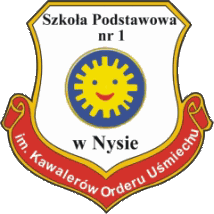 Szkoła Podstawowa
nr 1
w Nysie
im. Kawalerów Orderu Uśmiechu